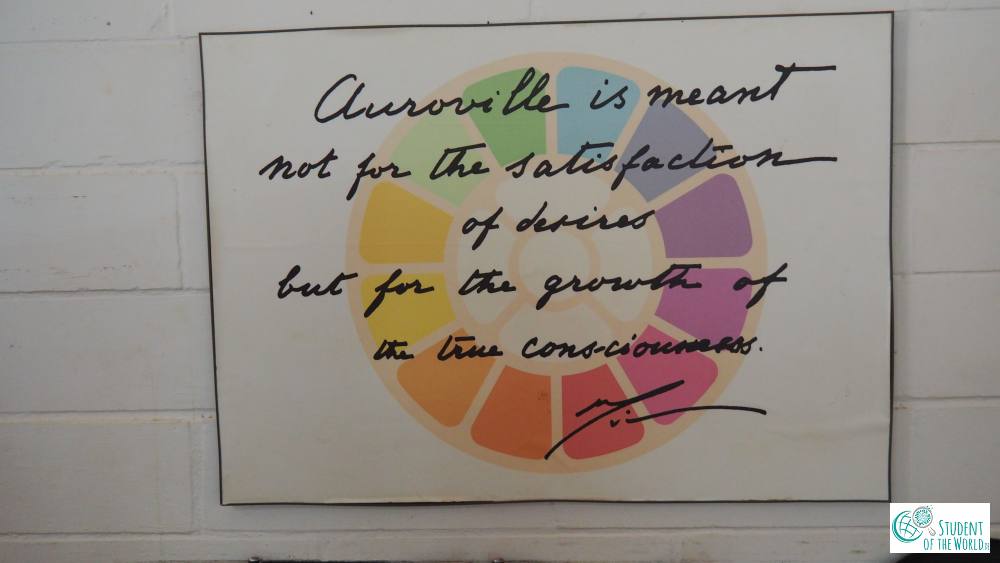 Auroville is meant
not for the satisfaction
of desires
but for the growth of
the true consciousness.
STUDENT
OF THE WORLD